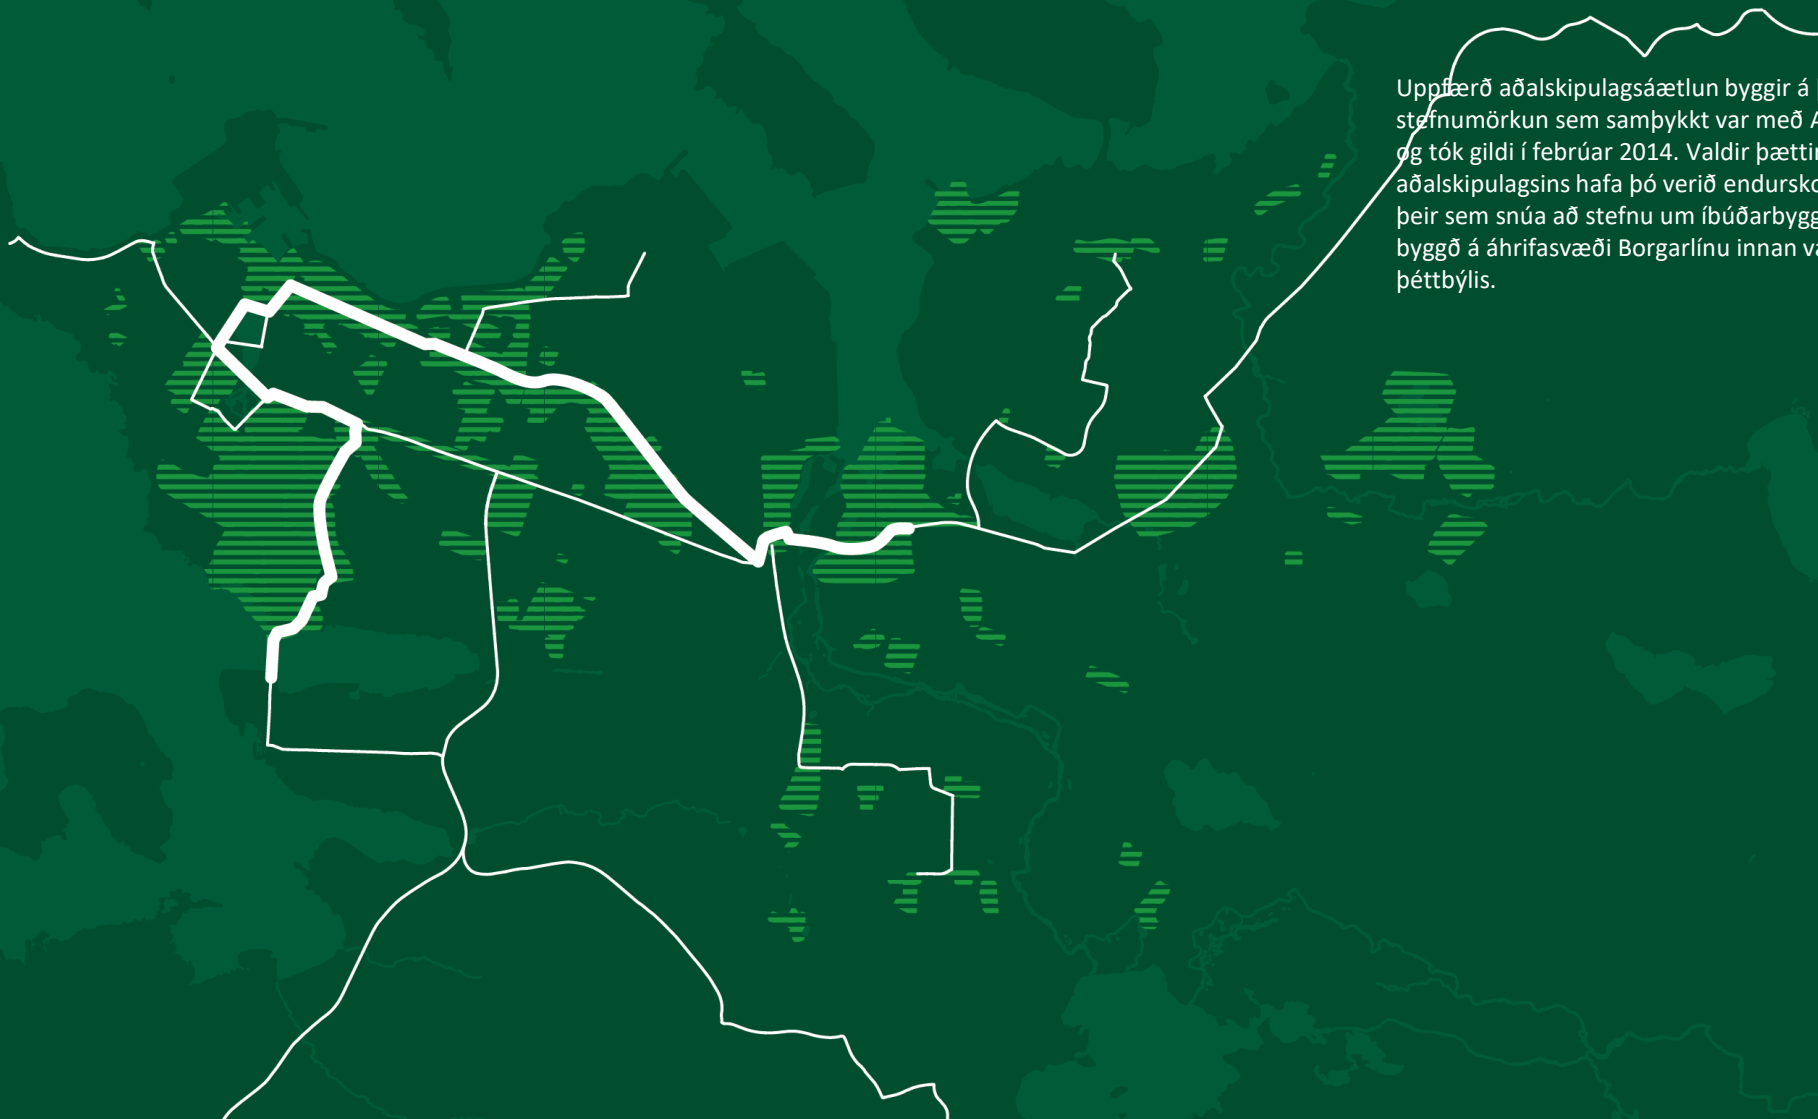 Uppfærð aðalskipulagsáætlun byggir á
stefnumörkun sem samþykkt var með
og tók gildi í febrúar 2014. Valdir
aðalskipulagsins hafa þó verið
þeir sem snúa að stefnu um
byggð á áhrifasvæði Borgarlínu innan
þéttbýlis.